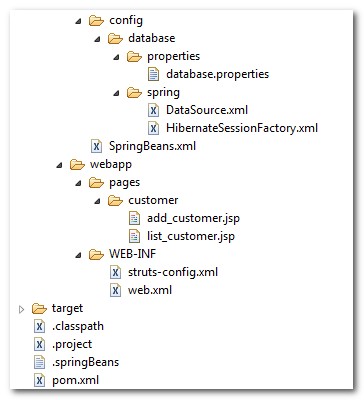 config
database
properties
database.properties
spring
DataSource.xml
HibernateSessionFactory.xml
SpringBeans.xml
webapp
pages
customer
add_customer.jsp
list_customer.jsp
WEB-INF
struts-config.xml
web.xml
target
.classpath
.project
.springBeans
pom.xml